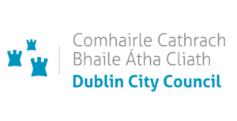 Comhairle Cathrach
Bhaile Átha Cliath
Dublin City Council